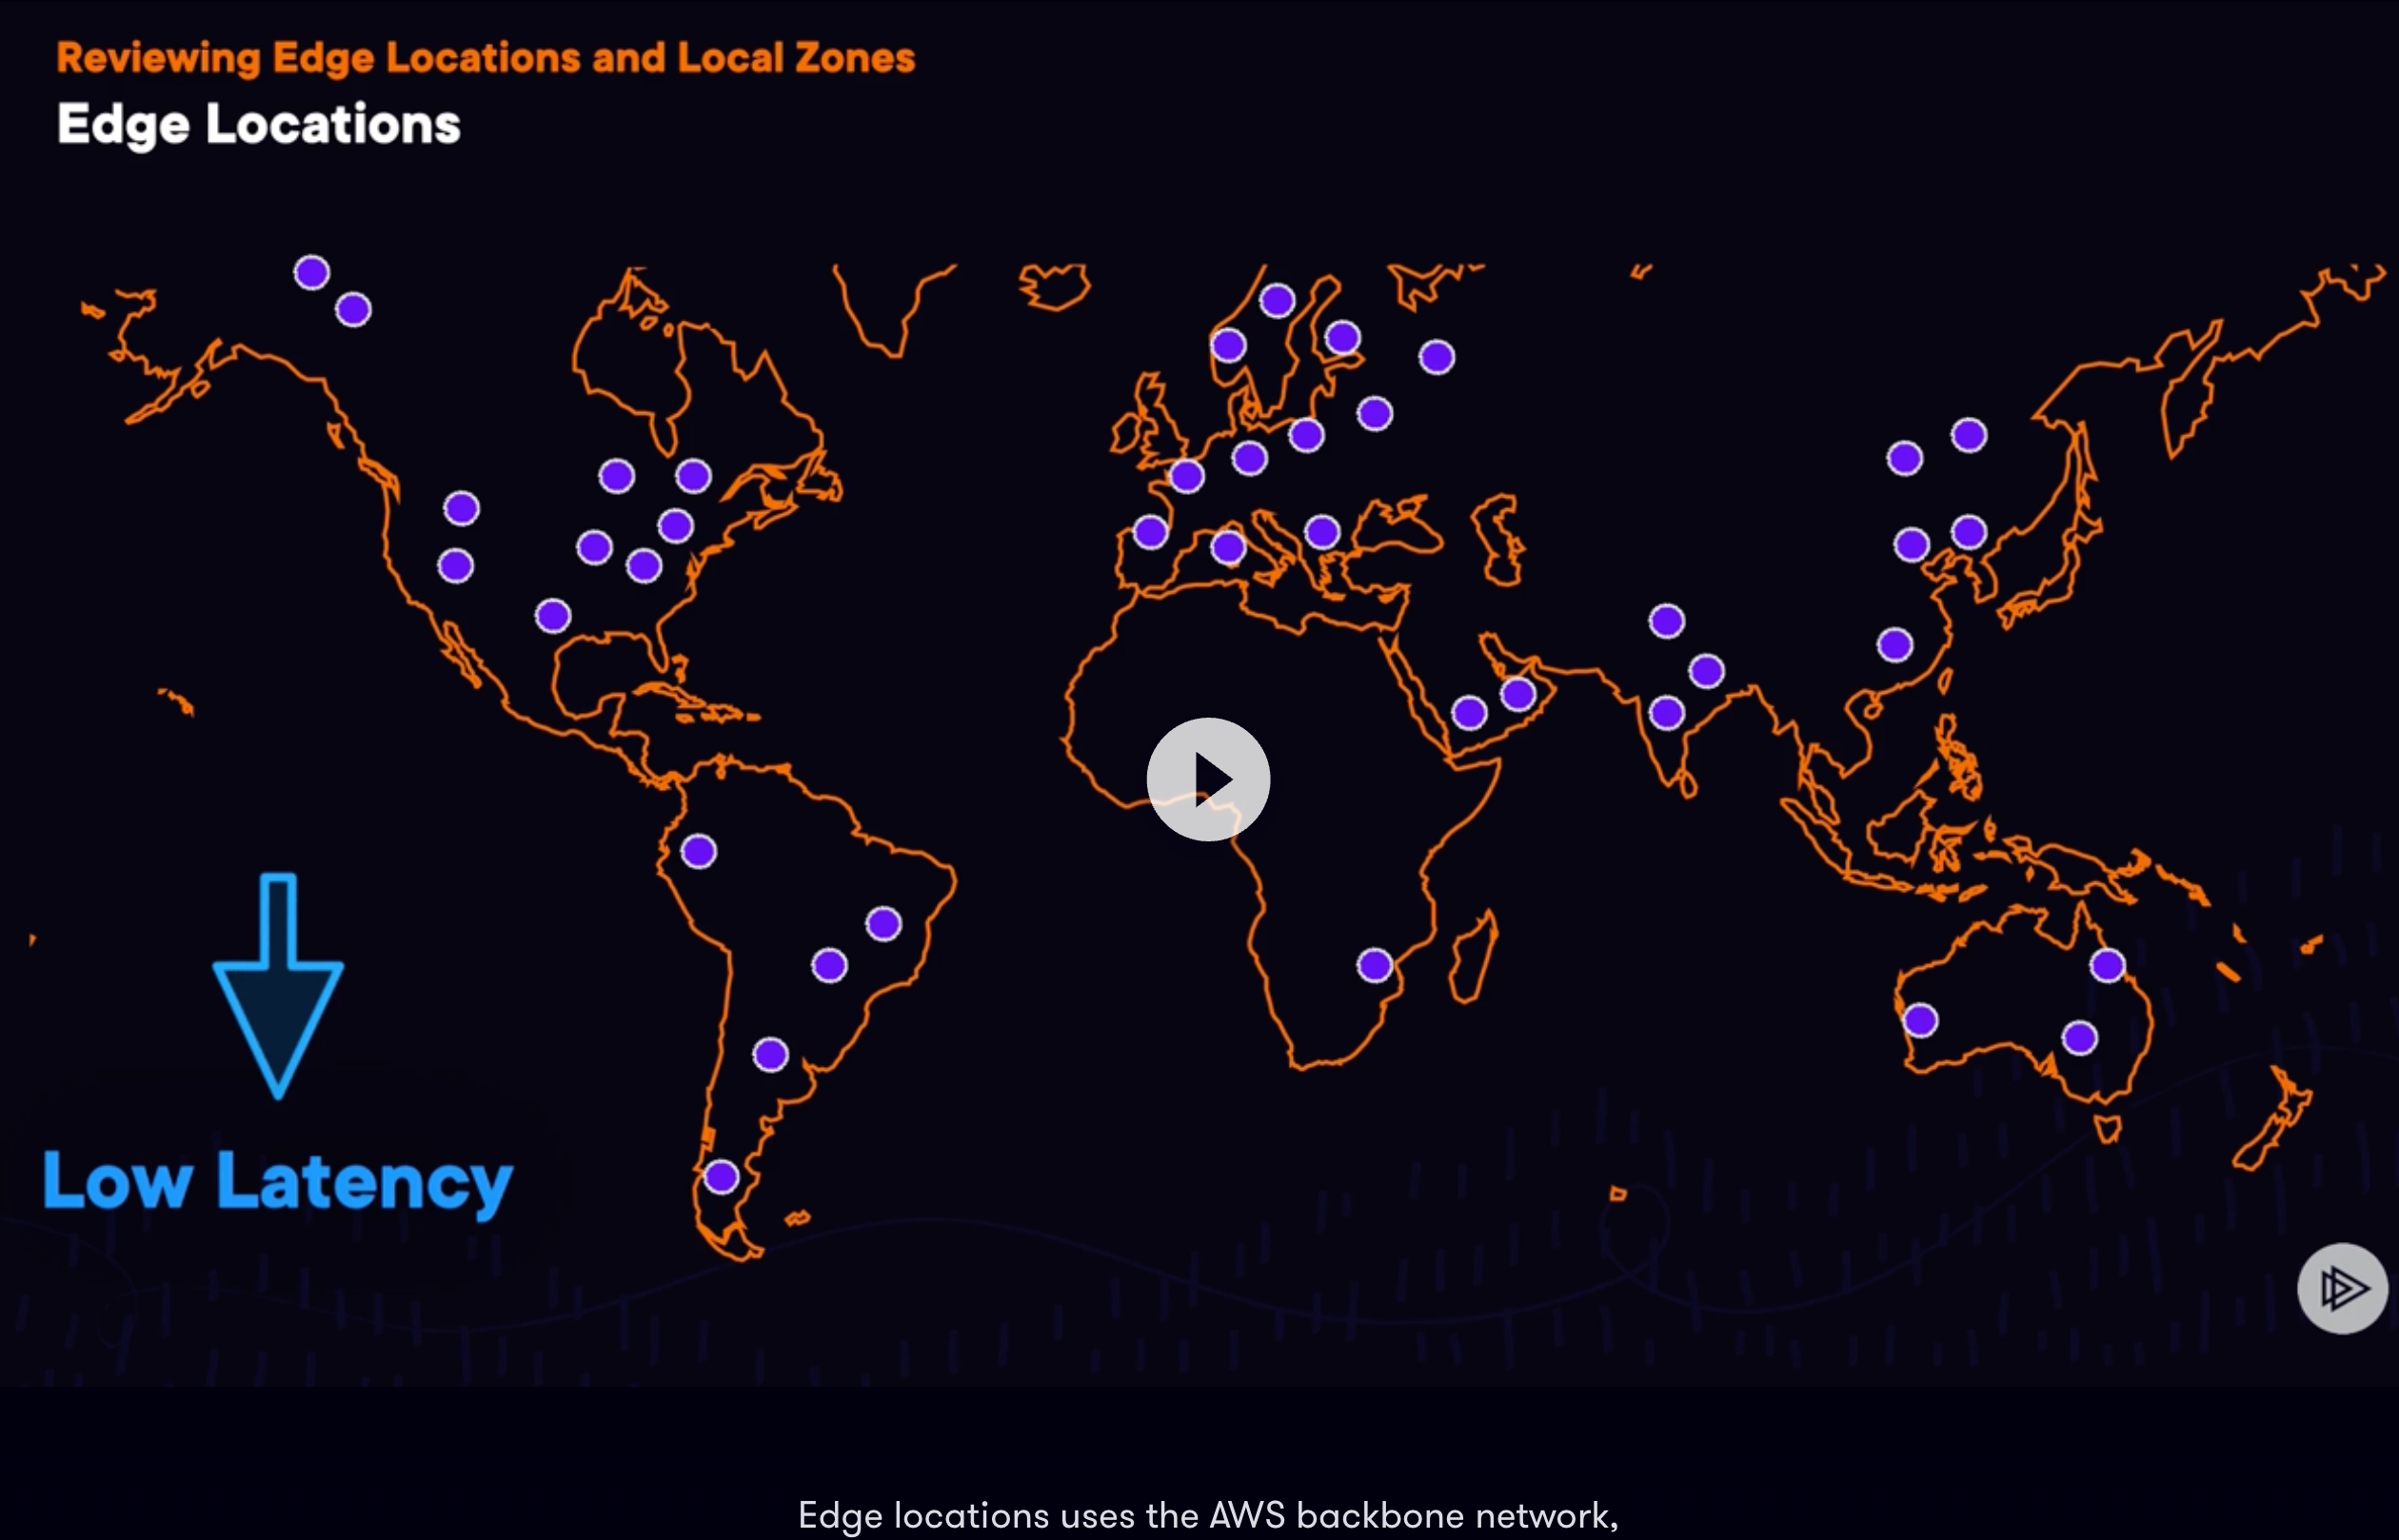 Reviewing Edge Locations and Local Zones
Edge Locations
Low Latency
Edge locations uses the AWS backbone network,